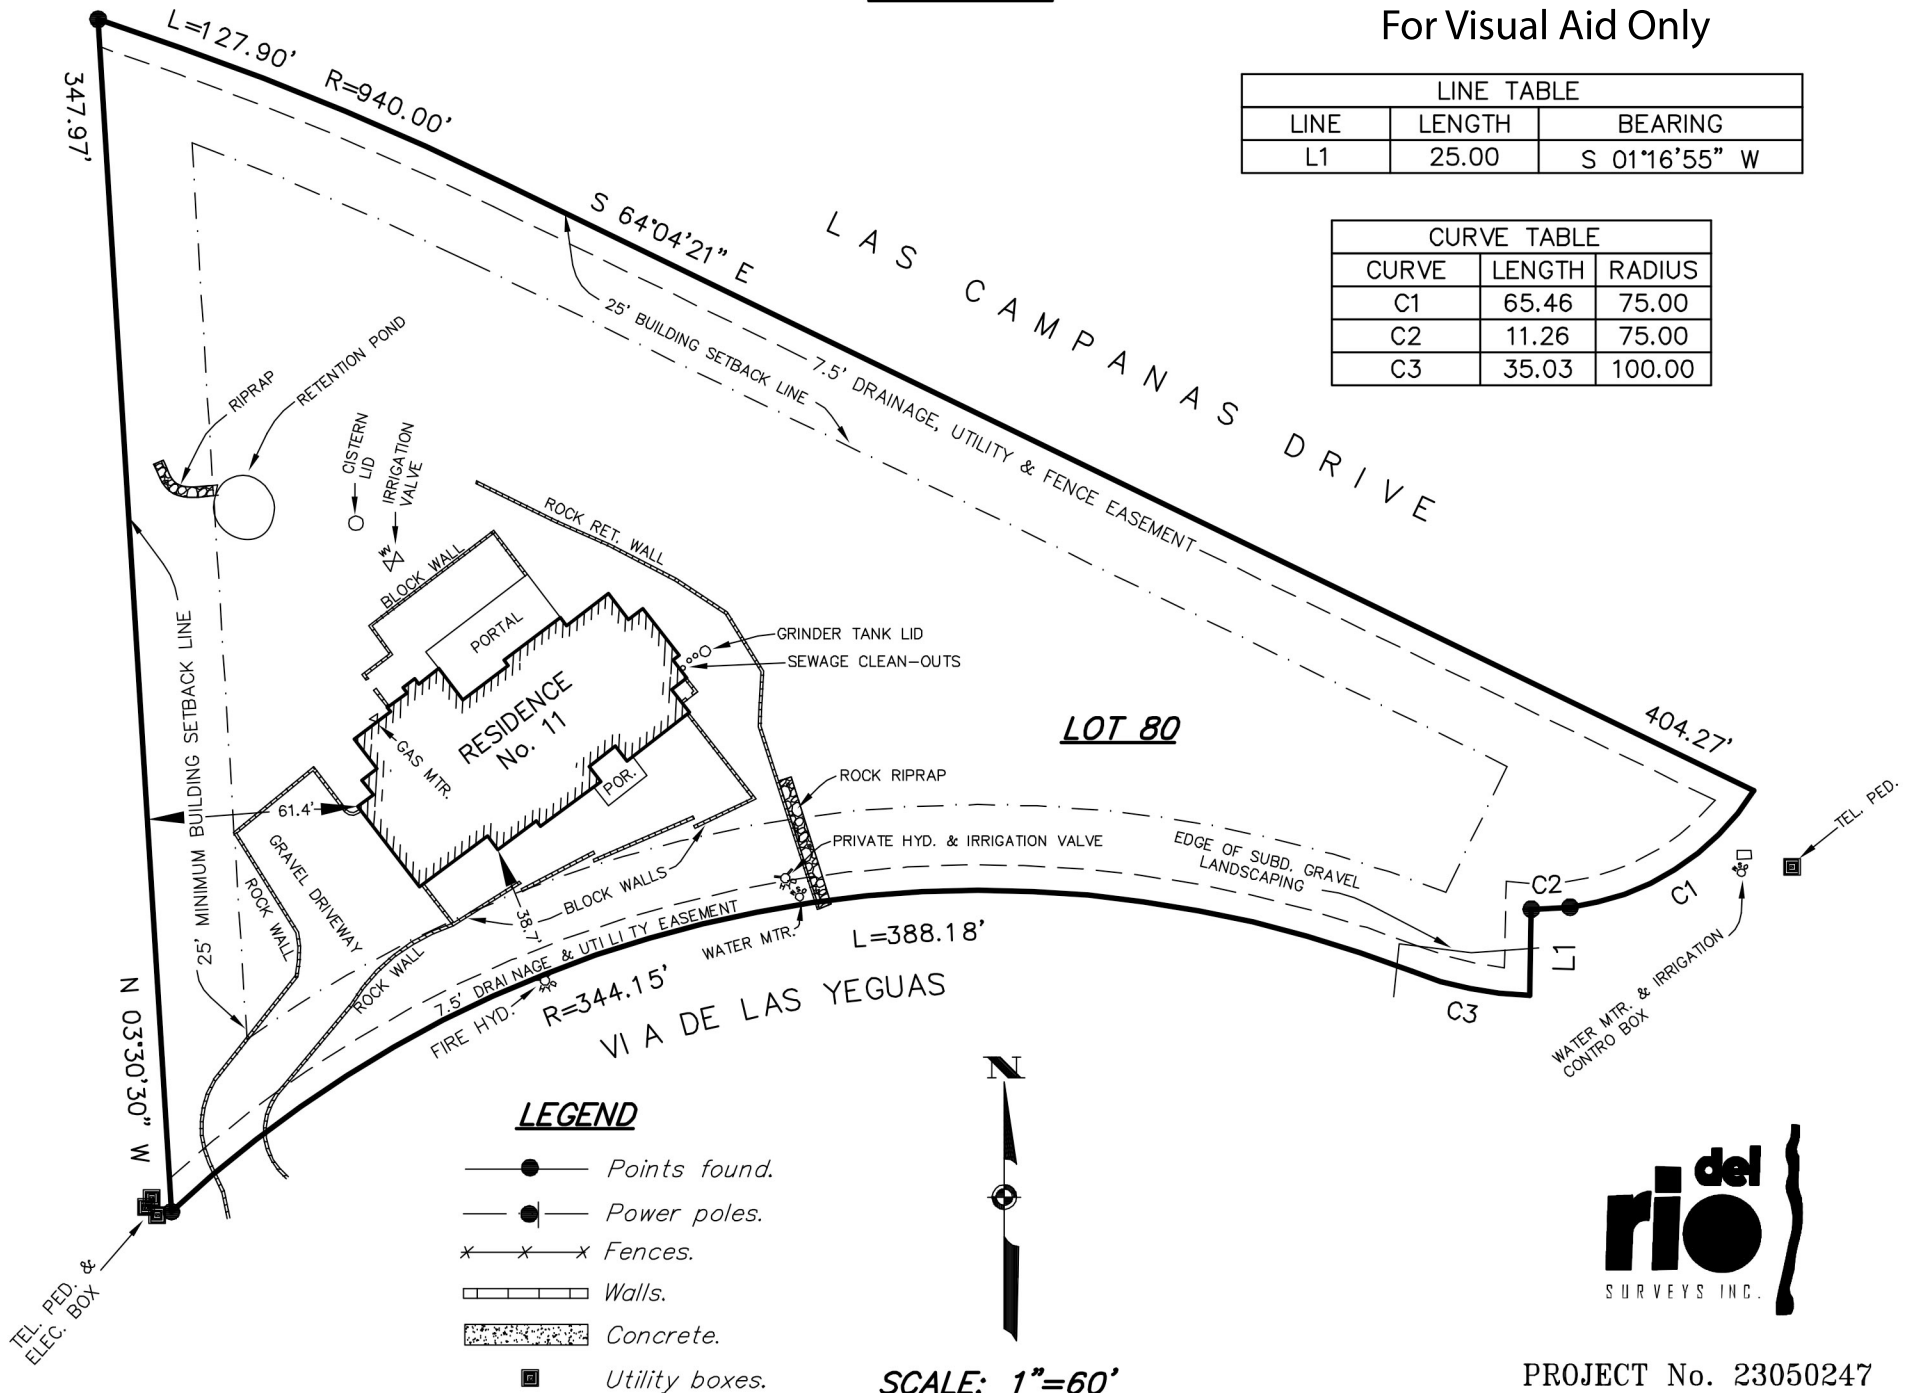 For Visual Aid Only
LINE TABLE
LINE LENGTH BEARING
L1 25.00 S 01°16'55" W
CURVE TABLE
CURVE LENGTH RADIUS
C1 65.46 75.00
C2 11.26 75.00
C3 35.03 100.00
L=127.90'
R=940.00'
347.97'
S 64°04'21" E
LAS CAMPANAS DRIVE
25' BUILDING SETBACK LINE
7.5' DRAINAGE, UTILITY & FENCE EASEMENT
RIPRAP
RETENTION POND
CISTERN
LID
IRRIGATION
VALVE
WV
BLOCK WALL
ROCK RET. WALL
PORTAL
GRINDER TANK LID
SEWAGE CLEAN-OUTS
RESIDENCE
No. 11
GAS MTR.
POR.
LOT 80
404.27'
ROCK RIPRAP
61.4'
25' MINIMUM BUILDING SETBACK LINE
GRAVEL DRIVEWAY
ROCK WALL
ROCK WALL
PRIVATE HYD. & IRRIGATION VALVE
EDGE OF SUBD. GRAVEL
LANDSCAPING
TEL. PED.
C2
C1
L1
C3
BLOCK WALLS
38.7'
7.5' DRAINAGE & UTILITY EASEMENT
WATER MTR.
L=388.18'
R=344.15'
FIRE HYD.
VIA DE LAS YEGUAS
WATER MTR. & IRRIGATION
CONTRO BOX
N 03°30'30" W
TEL. PED. &
ELEC. BOX
N
LEGEND
Points found.
Power poles.
Fences.
Walls.
Concrete.
Utility boxes.
SCALE: 1"=60'
del
rio
SURVEYS INC.
PROJECT No. 23050247